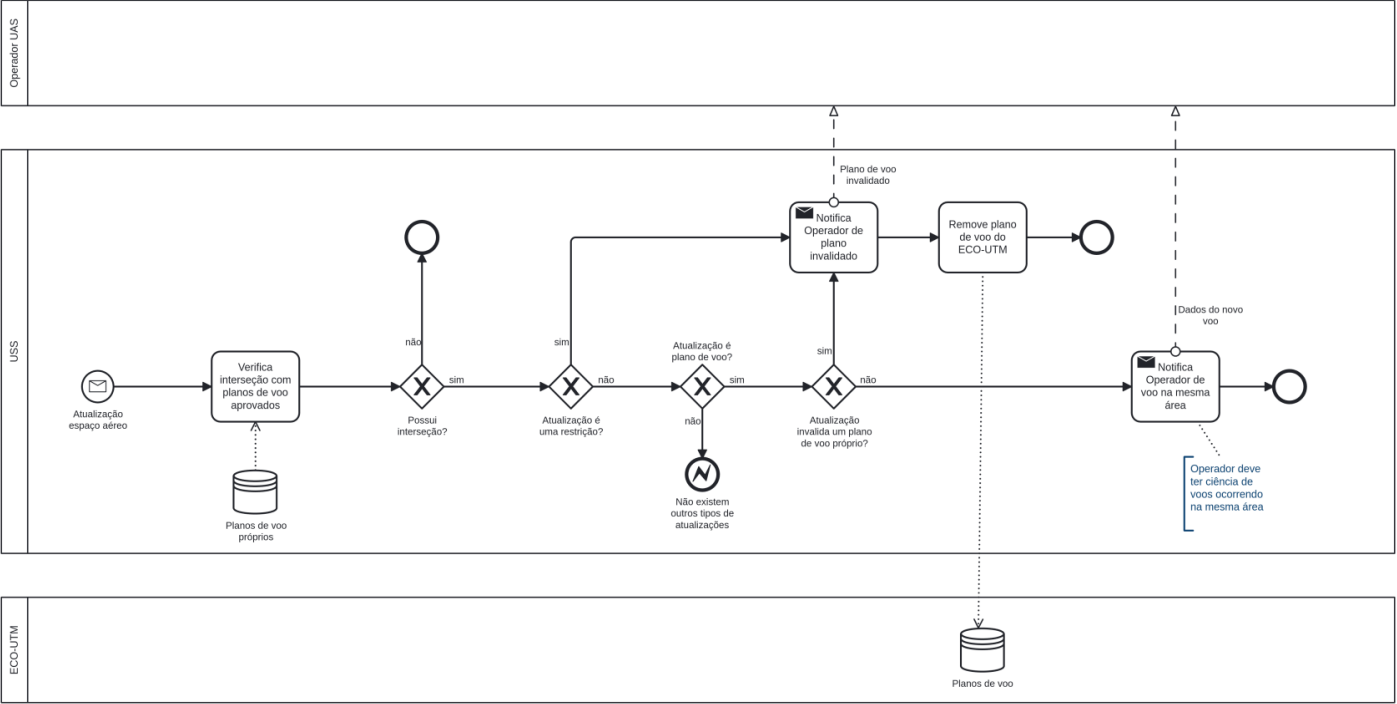 Operador UAS
USS
Plano de voo
invalidado
Notifica
Operador de
plano
invalidado
Remove plano
de voo do
ECO-UTM
Dados do novo
voo
não
sim
Atualização é
plano de voo?
sim
Atualização
espaço aéreo
Verifica
interseção com
planos de voo
aprovados
sim
Possui
interseção?
não
Atualização é
uma restrição?
sim
não
Atualização
invalida um plano
de voo próprio?
não
Notifica
Operador de
voo na mesma
área
Planos de voo
próprios
Não existem
outros tipos de
atualizações
Operador deve
ter ciência de
voos ocorrendo
na mesma área
ECO-UTM
Planos de voo